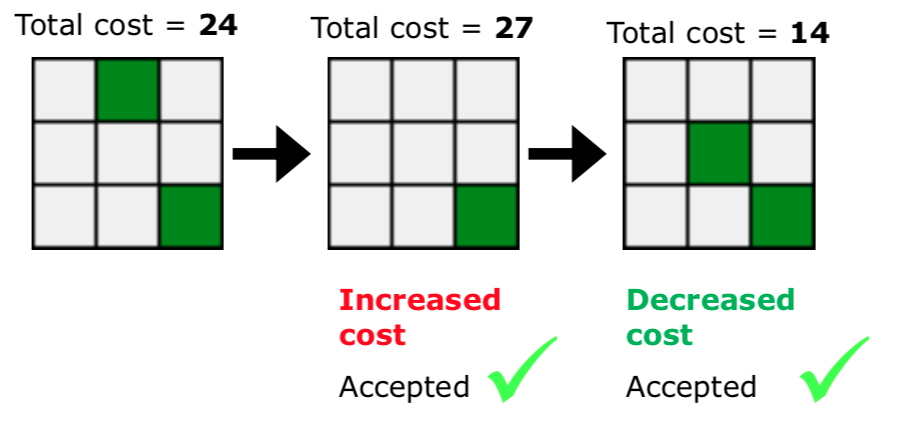 Total cost = 24
Total cost = 27
Total cost = 14
Increased
cost
Accepted
Decreased
cost
Accepted